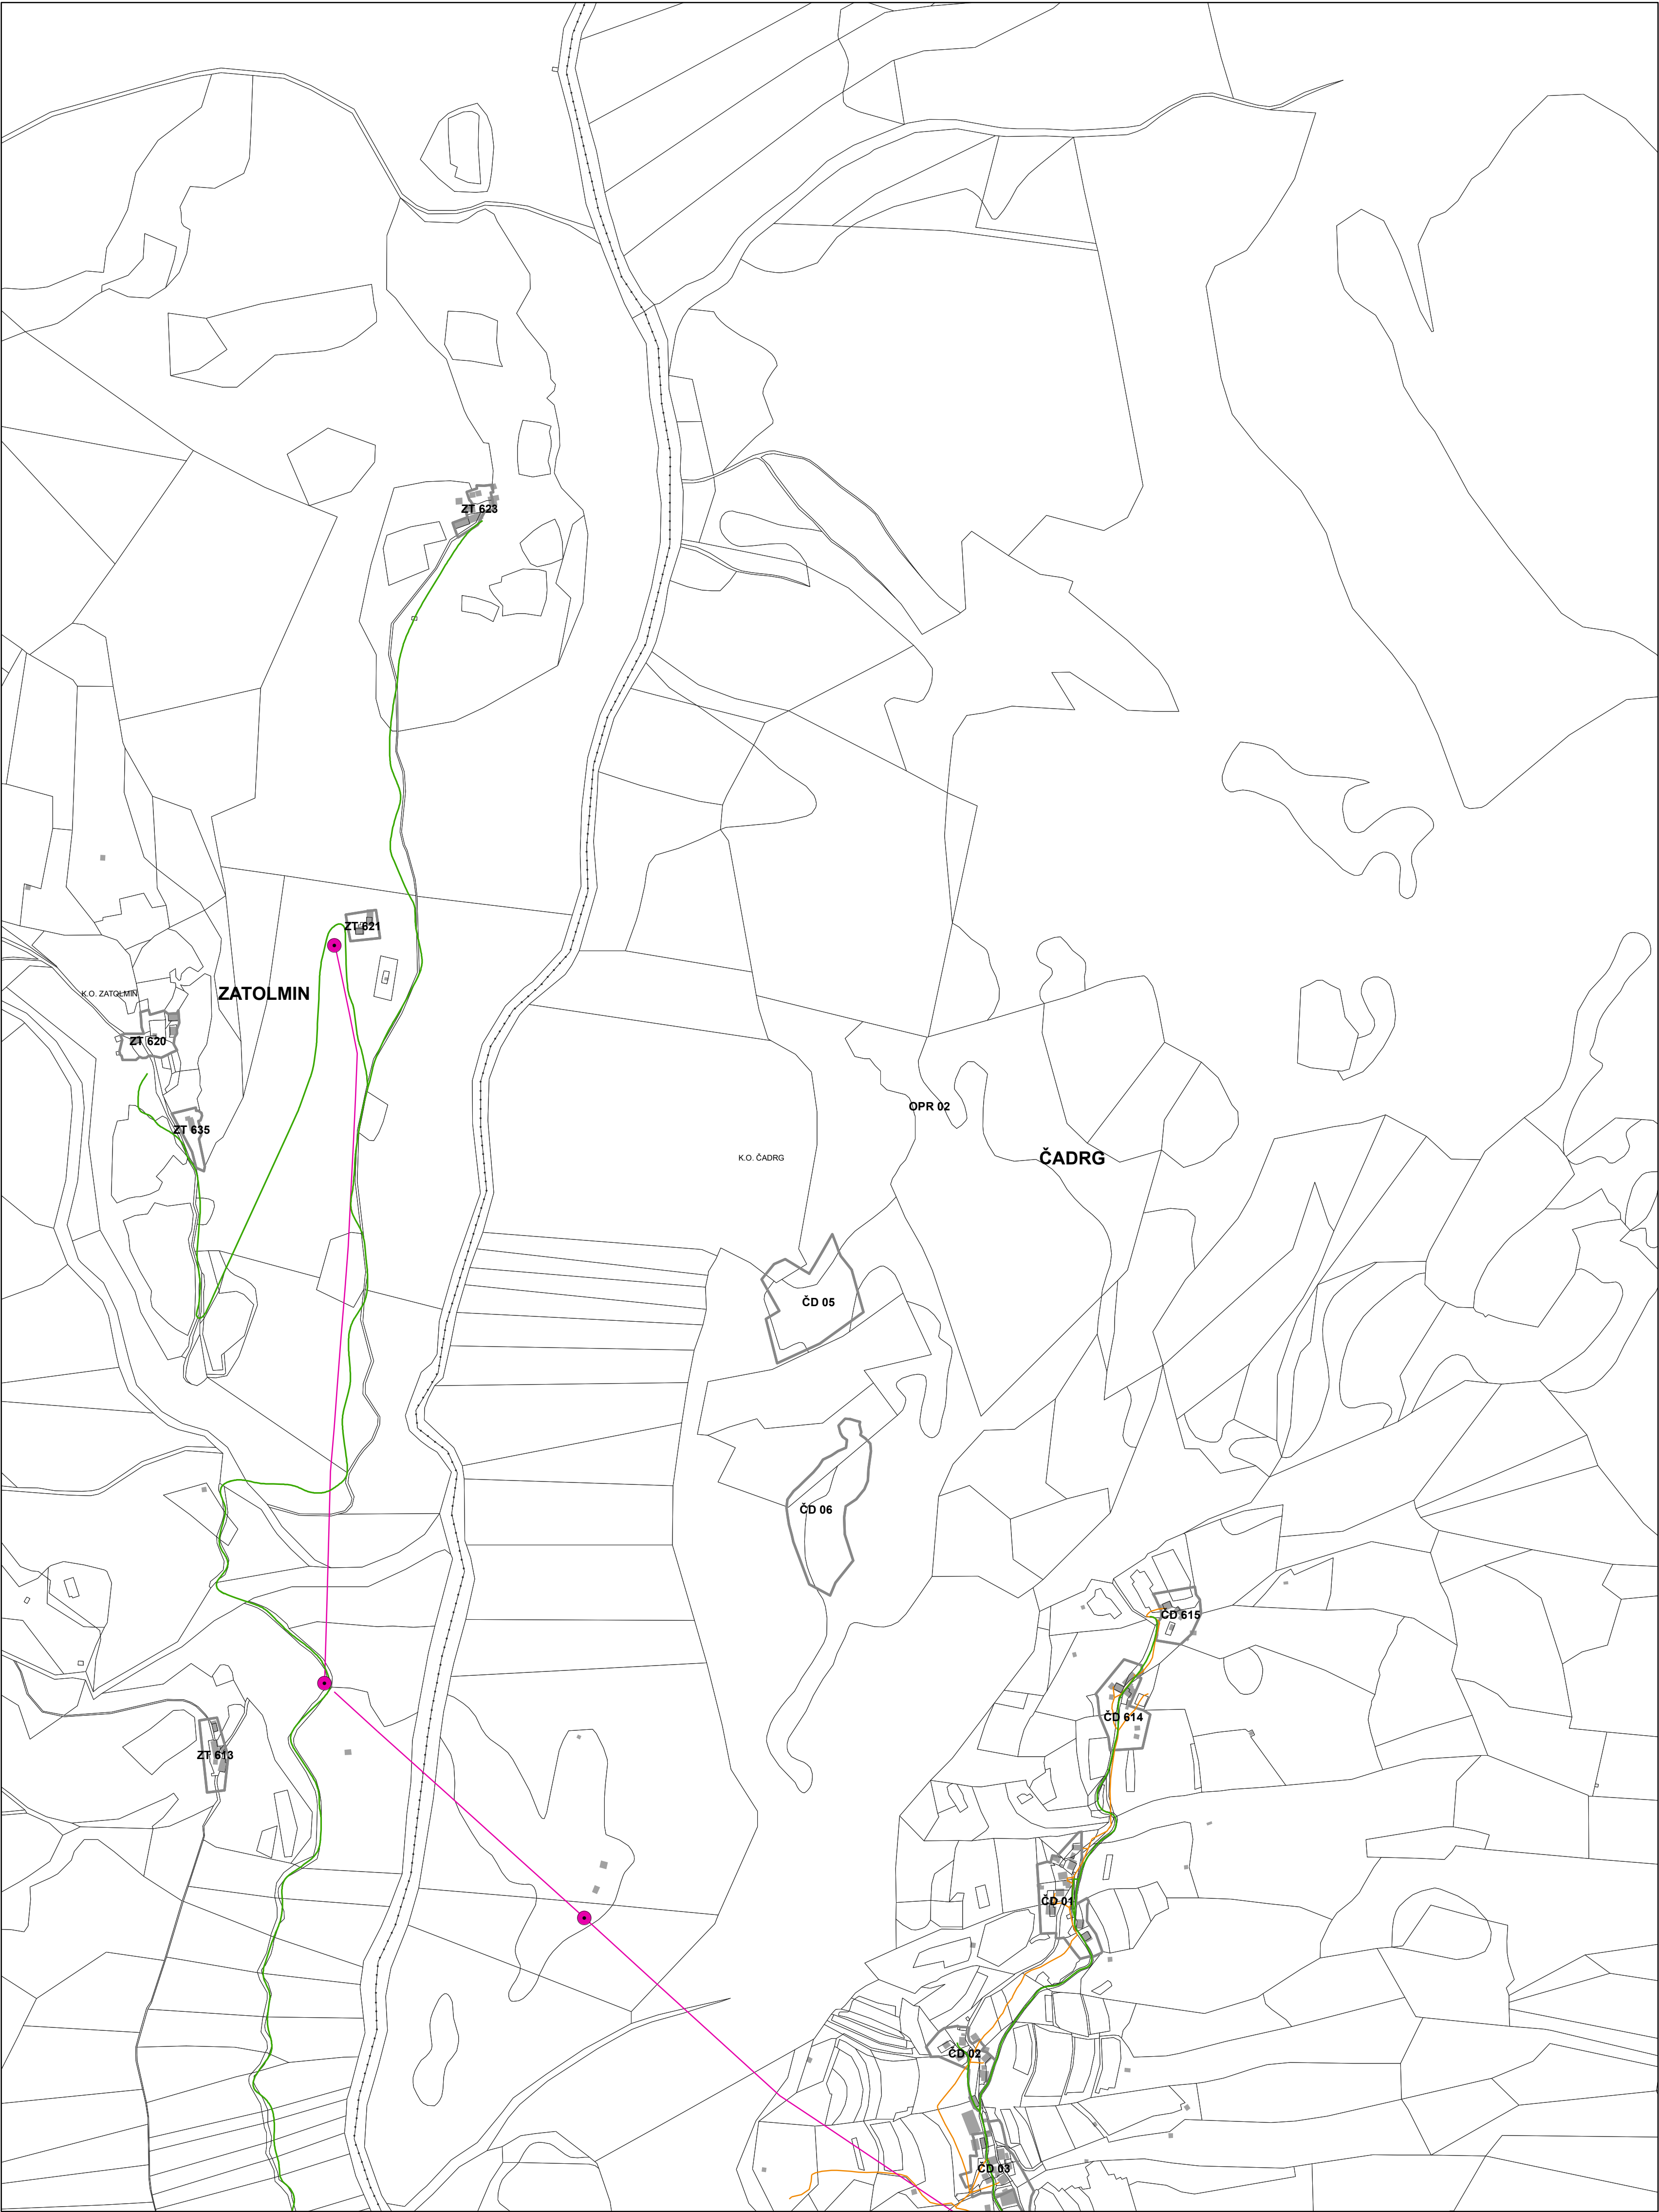 ZT 623
ZT 621
K.O. ZATOLMIN
ZATOLMIN
ZT 620
OPR 02
ZT 635
K.O. ČADRG
ČADRG
ČD 05
ČD 06
ČD 615
ČD 614
ZT 613
ČD 01
ČD 02
ČD 03